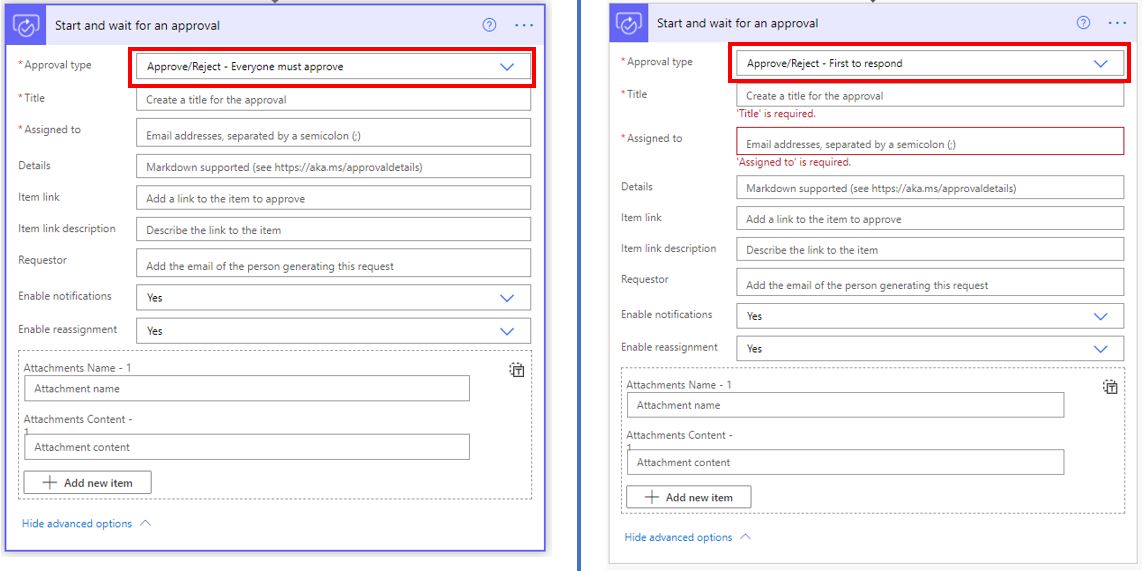 Start and wait for an approval
* Approval type
Approve/Reject - Everyone must approve
* Title
Create a title for the approval
* Assigned to
Email addresses, separated by a semicolon (;)
Details
Markdown supported (see https://aka.ms/approvaldetails)
Item link
Add a link to the item to approve
Item link description
Describe the link to the item
Requestor
Add the email of the person generating this request
Enable notifications
Yes
Enable reassignment
Yes
Attachments Name - 1
Attachment name
Attachments Content -
1
Attachment content
Add new item
Hide advanced options
Start and wait for an approval
* Approval type
Approve/Reject - First to respond
* Title
Create a title for the approval
'Title' is required.
* Assigned to
Email addresses, separated by a semicolon (;)
'Assigned to' is required.
Details
Markdown supported (see https://aka.ms/approvaldetails)
Item link
Add a link to the item to approve
Item link description
Describe the link to the item
Requestor
Add the email of the person generating this request
Enable notifications
Yes
Enable reassignment
Yes
Attachments Name - 1
Attachment name
Attachments Content -
1
Attachment content
Add new item
Hide advanced options